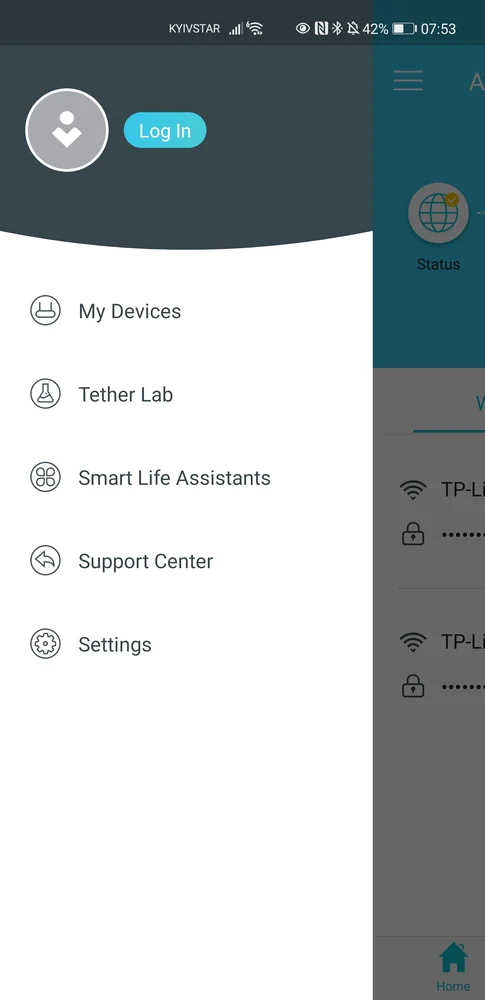 KYIVSTAR 42% 07:53
Log In
My Devices
Tether Lab
Smart Life Assistants
Support Center
Settings
A
Status
TP-Li
••••••••
TP-Li
••••••••
Home